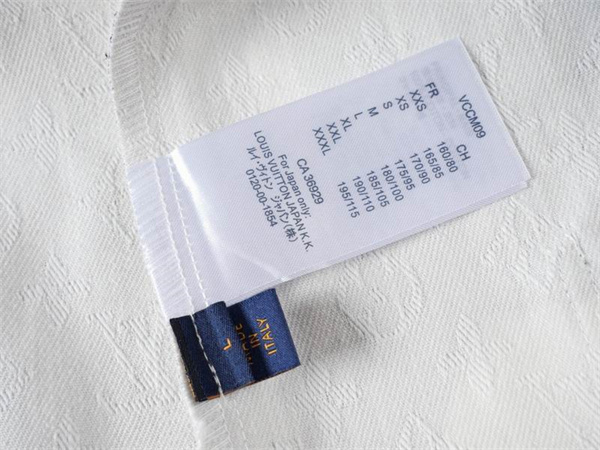 VCCM09
FR CH
XXS 160/80
XS 165/85
S 170/90
M 175/95
L 180/100
XL 185/105
XXL 190/110
XXXL 195/115
CA 36929
For Japan only:
LOUIS VUITTON JAPAN K.K.
ルイ・ヴィトン ジャパン(株)
0120-00-1854
L
MADE
IN
ITALY